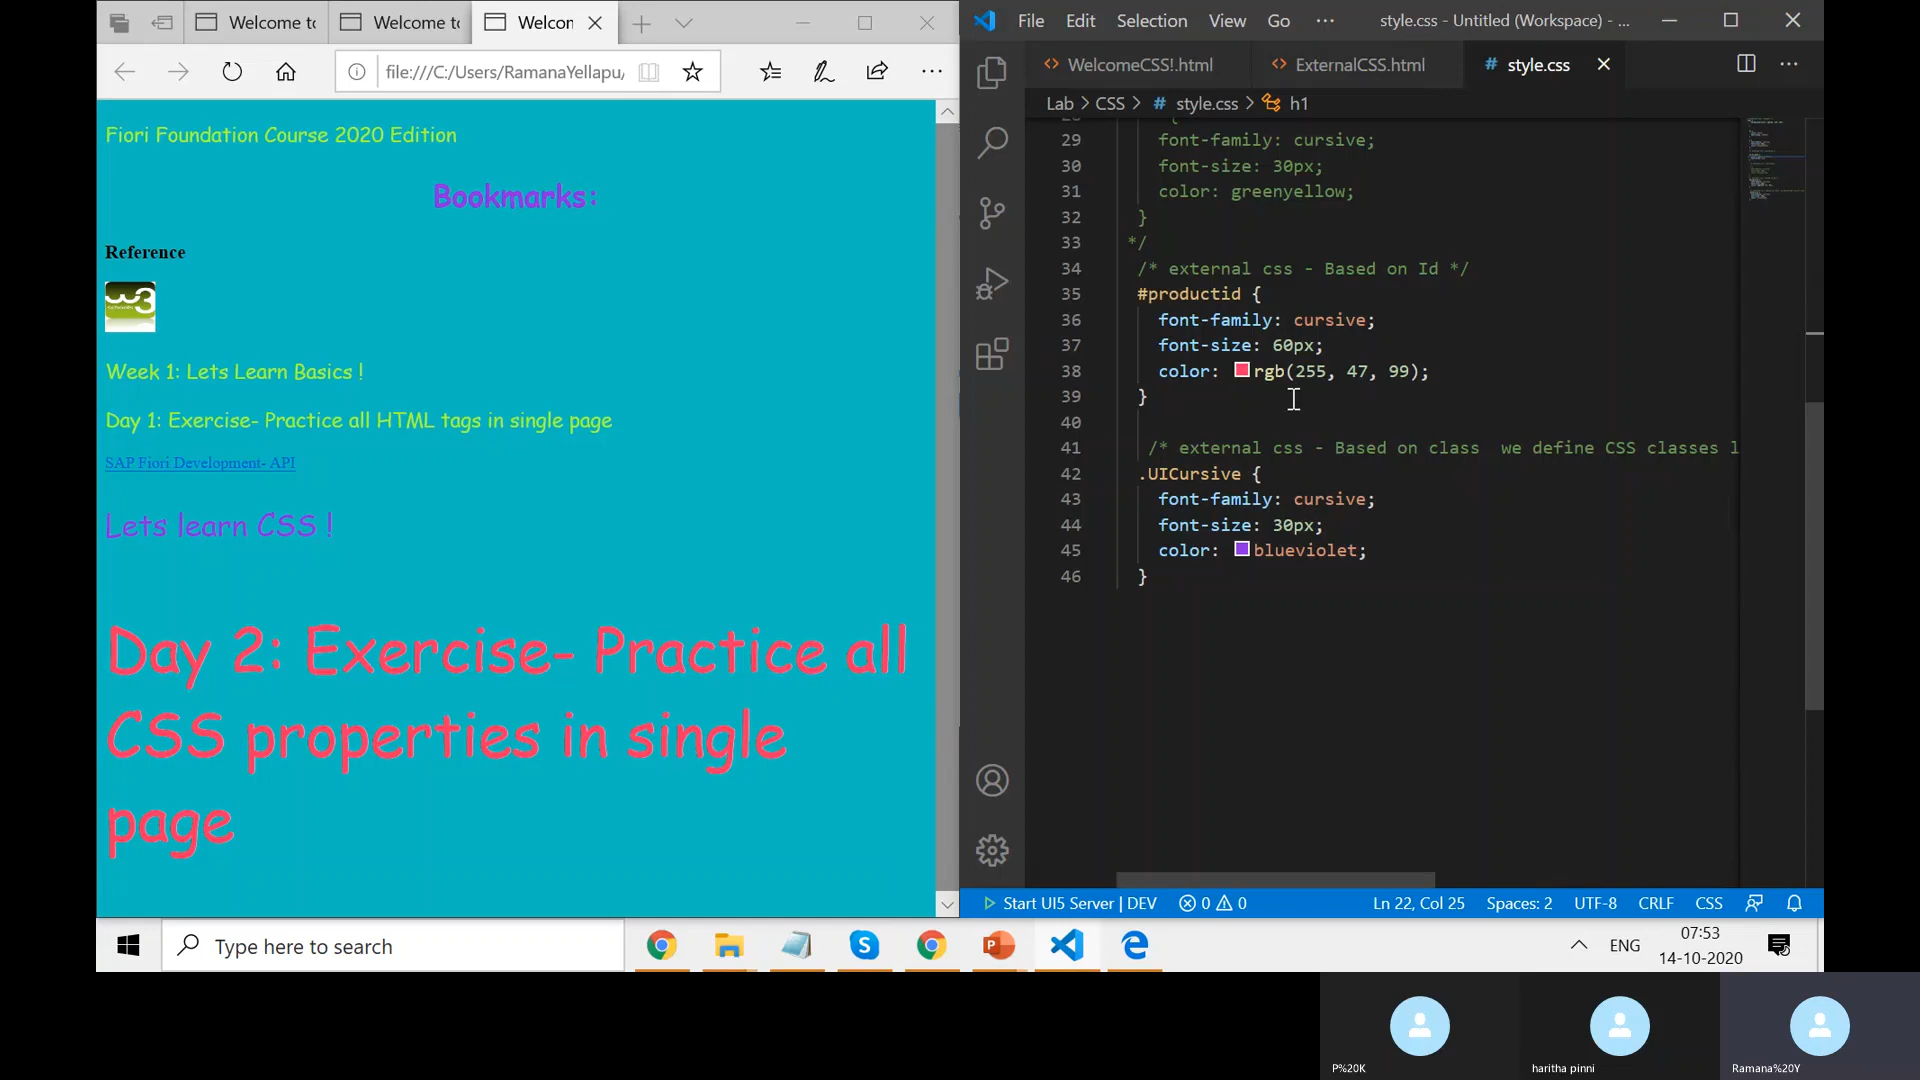 Welcome to
Welcome to
Welcon
file:///C:/Users/RamanaYellapu/
Fiori Foundation Course 2020 Edition
Bookmarks:
Reference
w3
Week 1: Lets Learn Basics !
Day 1: Exercise- Practice all HTML tags in single page
SAP Fiori Development- API
Lets learn CSS !
Day 2: Exercise- Practice all
CSS properties in single
page
File Edit Selection View Go ··· style.css - Untitled (Workspace) - ...
WelcomeCSS!.html ExternalCSS.html # style.css
Lab > CSS > # style.css > h1
28 {
29 font-family: cursive;
30 font-size: 30px;
31 color: greenyellow;
32 }
33 */
34 /* external css - Based on Id */
35 #productid {
36 font-family: cursive;
37 font-size: 60px;
38 color: rgb(255, 47, 99);
39 }
40
41 /* external css - Based on class  we define CSS classes l
42 .UICursive {
43 font-family: cursive;
44 font-size: 30px;
45 color: blueviolet;
46 }
Start UI5 Server | DEV 0 0 Ln 22, Col 25 Spaces: 2 UTF-8 CRLF CSS
Type here to search
ENG
07:53
14-10-2020
P%20K
haritha pinni
Ramana%20Y